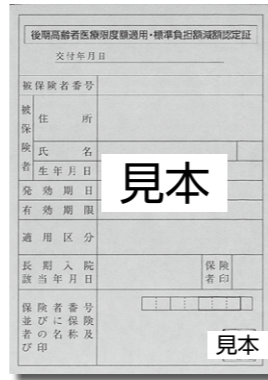 後期高齢者医療限度額適用・標準負担額減額認定証
交付年月日
被保険者番号
被保険者
住所
氏名
生年月日
見本
発効期日
有効期限
適用区分
長期入院
該当年月日
保険
者印
保険者番号
並びに保険
者の名称及
び印
見本